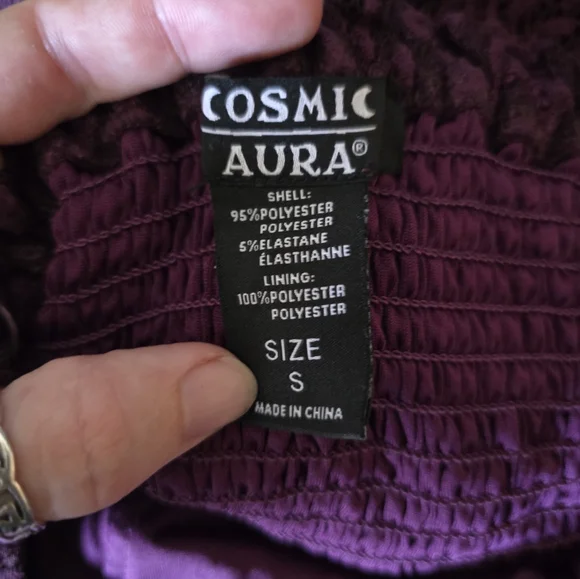 COSMIC
AURA®
SHELL:
95%POLYESTER
POLYESTER
5%ELASTANE
ÉLASTHANNE
LINING:
100%POLYESTER
POLYESTER
SIZE
S
MADE IN CHINA